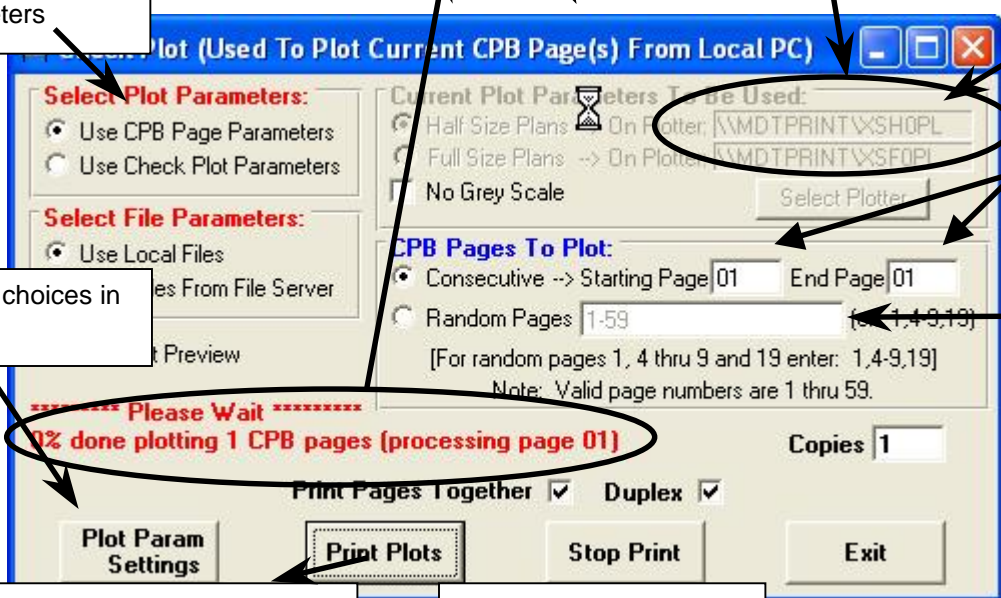 ters
Plot (Used To Plot Current CPB Page(s) From Local PC)
Select Plot Parameters:
Use CPB Page Parameters
Use Check Plot Parameters
Current Plot Parameters To Be Used:
Half Size Plans --> On Plotter: \\MDTPRINT\XSH0PL
Full Size Plans --> On Plotter: \\MDTPRINT\XSF0PL
No Grey Scale
Select Plotter
Select File Parameters:
Use Local Files
es From File Server
choices in
t Preview
CPB Pages To Plot:
Consecutive --> Starting Page 01 End Page 01
Random Pages 1-59 1,4-9,19)
[For random pages 1, 4 thru 9 and 19 enter: 1,4-9,19]
Note: Valid page numbers are 1 thru 59.
********* Please Wait *********
0% done plotting 1 CPB pages (processing page 01)
Copies 1
Print Pages Together Duplex
Plot Param
Settings
Print Plots
Stop Print
Exit